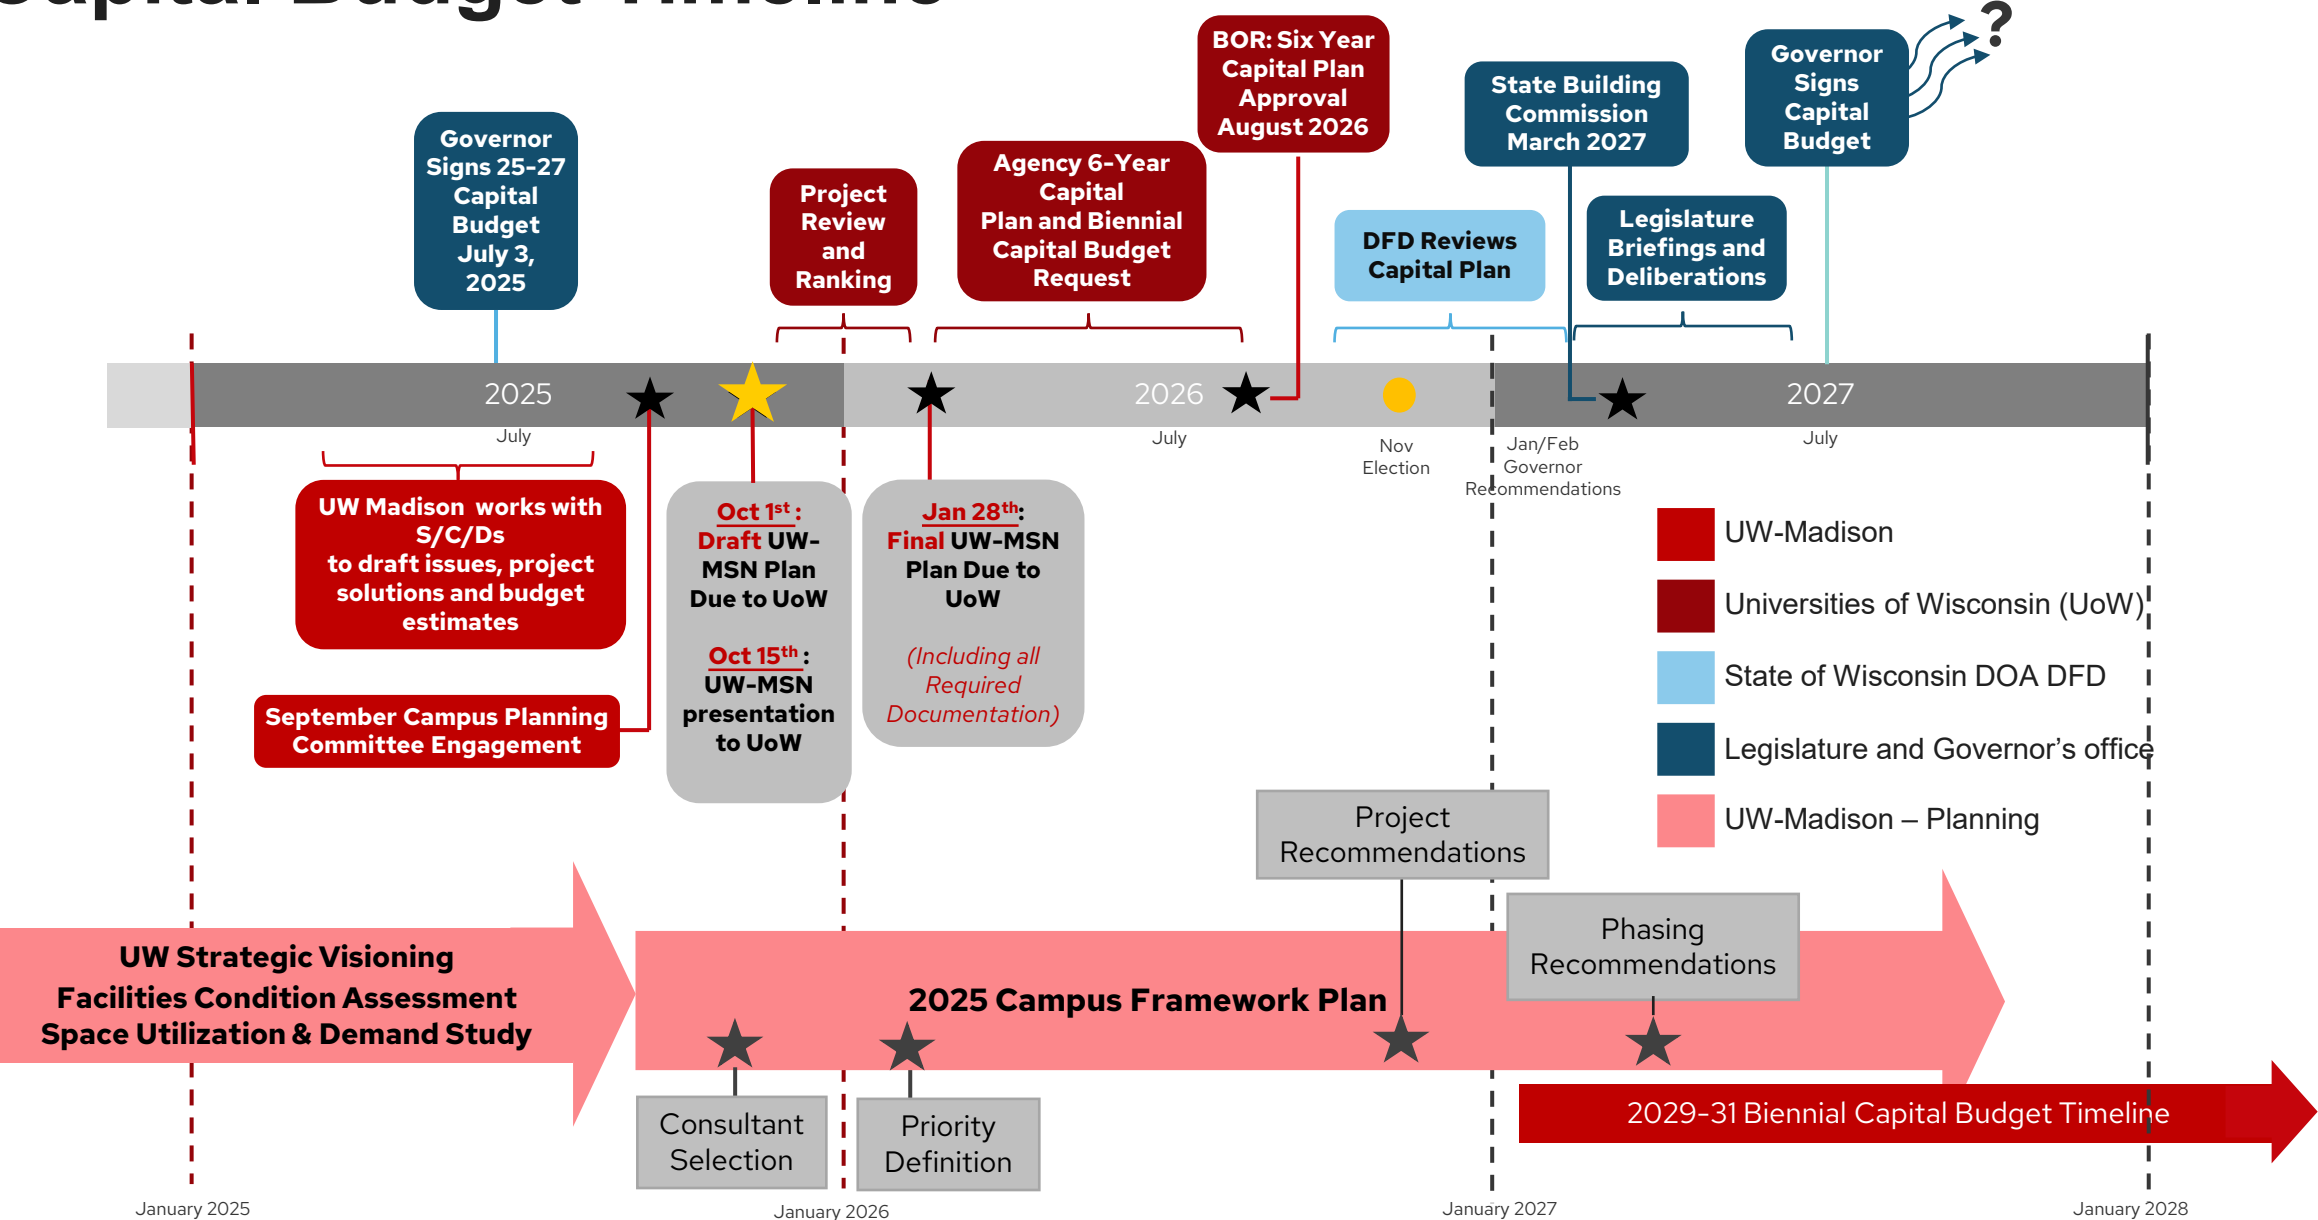 Capital Budget Timeline
BOR: Six Year
Capital Plan
Approval
August 2026
?
Governor
Signs
Capital
Budget
State Building
Commission
March 2027
Governor
Signs 25-27
Capital
Budget
July 3,
2025
Project
Review
and
Ranking
Agency 6-Year
Capital
Plan and Biennial
Capital Budget
Request
DFD Reviews
Capital Plan
Legislature
Briefings and
Deliberations
2025
2026
2027
July
July
Nov
Election
Jan/Feb
Governor
Recommendations
July
UW Madison works with
S/C/Ds
to draft issues, project
solutions and budget
estimates
September Campus Planning
Committee Engagement
Oct 1st :
Draft UW-
MSN Plan
Due to UoW
Oct 15th :
UW-MSN
presentation
to UoW
Jan 28th:
Final UW-MSN
Plan Due to
UoW
(Including all
Required
Documentation)
UW-Madison
Universities of Wisconsin (UoW)
State of Wisconsin DOA DFD
Legislature and Governor’s office
UW-Madison – Planning
Project
Recommendations
Phasing
Recommendations
UW Strategic Visioning
Facilities Condition Assessment
Space Utilization & Demand Study
2025 Campus Framework Plan
Consultant
Selection
Priority
Definition
2029-31 Biennial Capital Budget Timeline
January 2025
January 2026
January 2027
January 2028